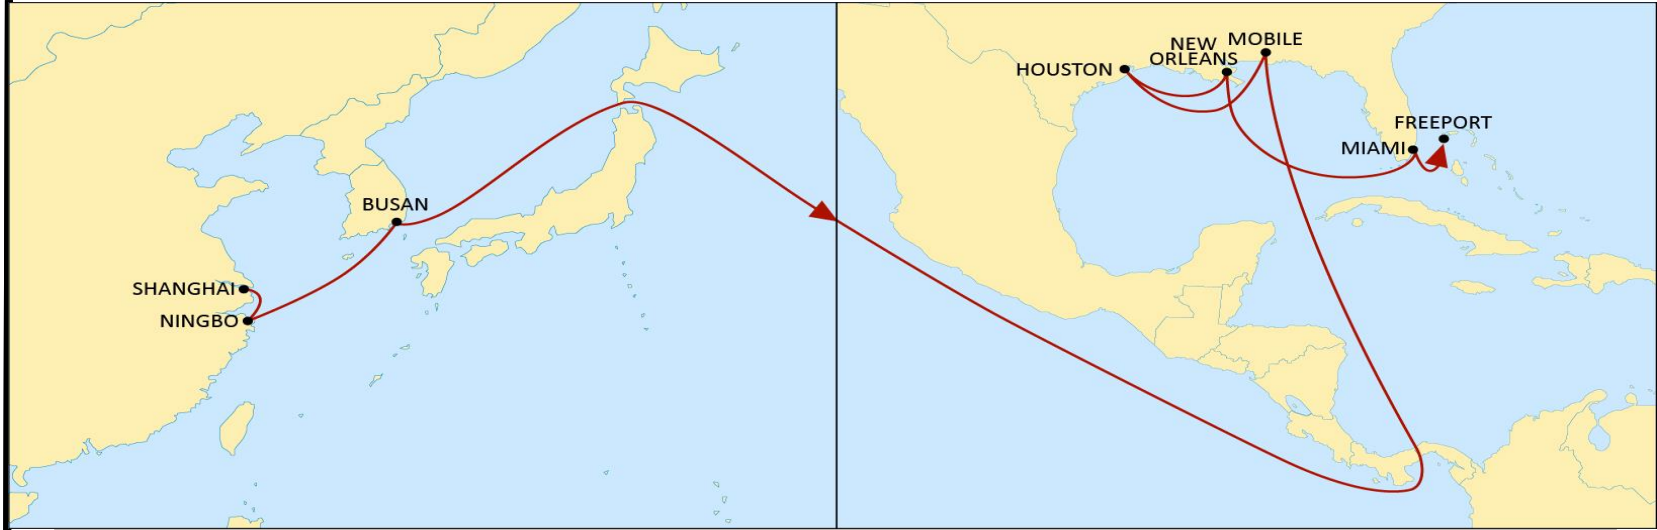 BUSAN
SHANGHAI
NINGBO
HOUSTON
NEW
ORLEANS
MOBILE
FREEPORT
MIAMI